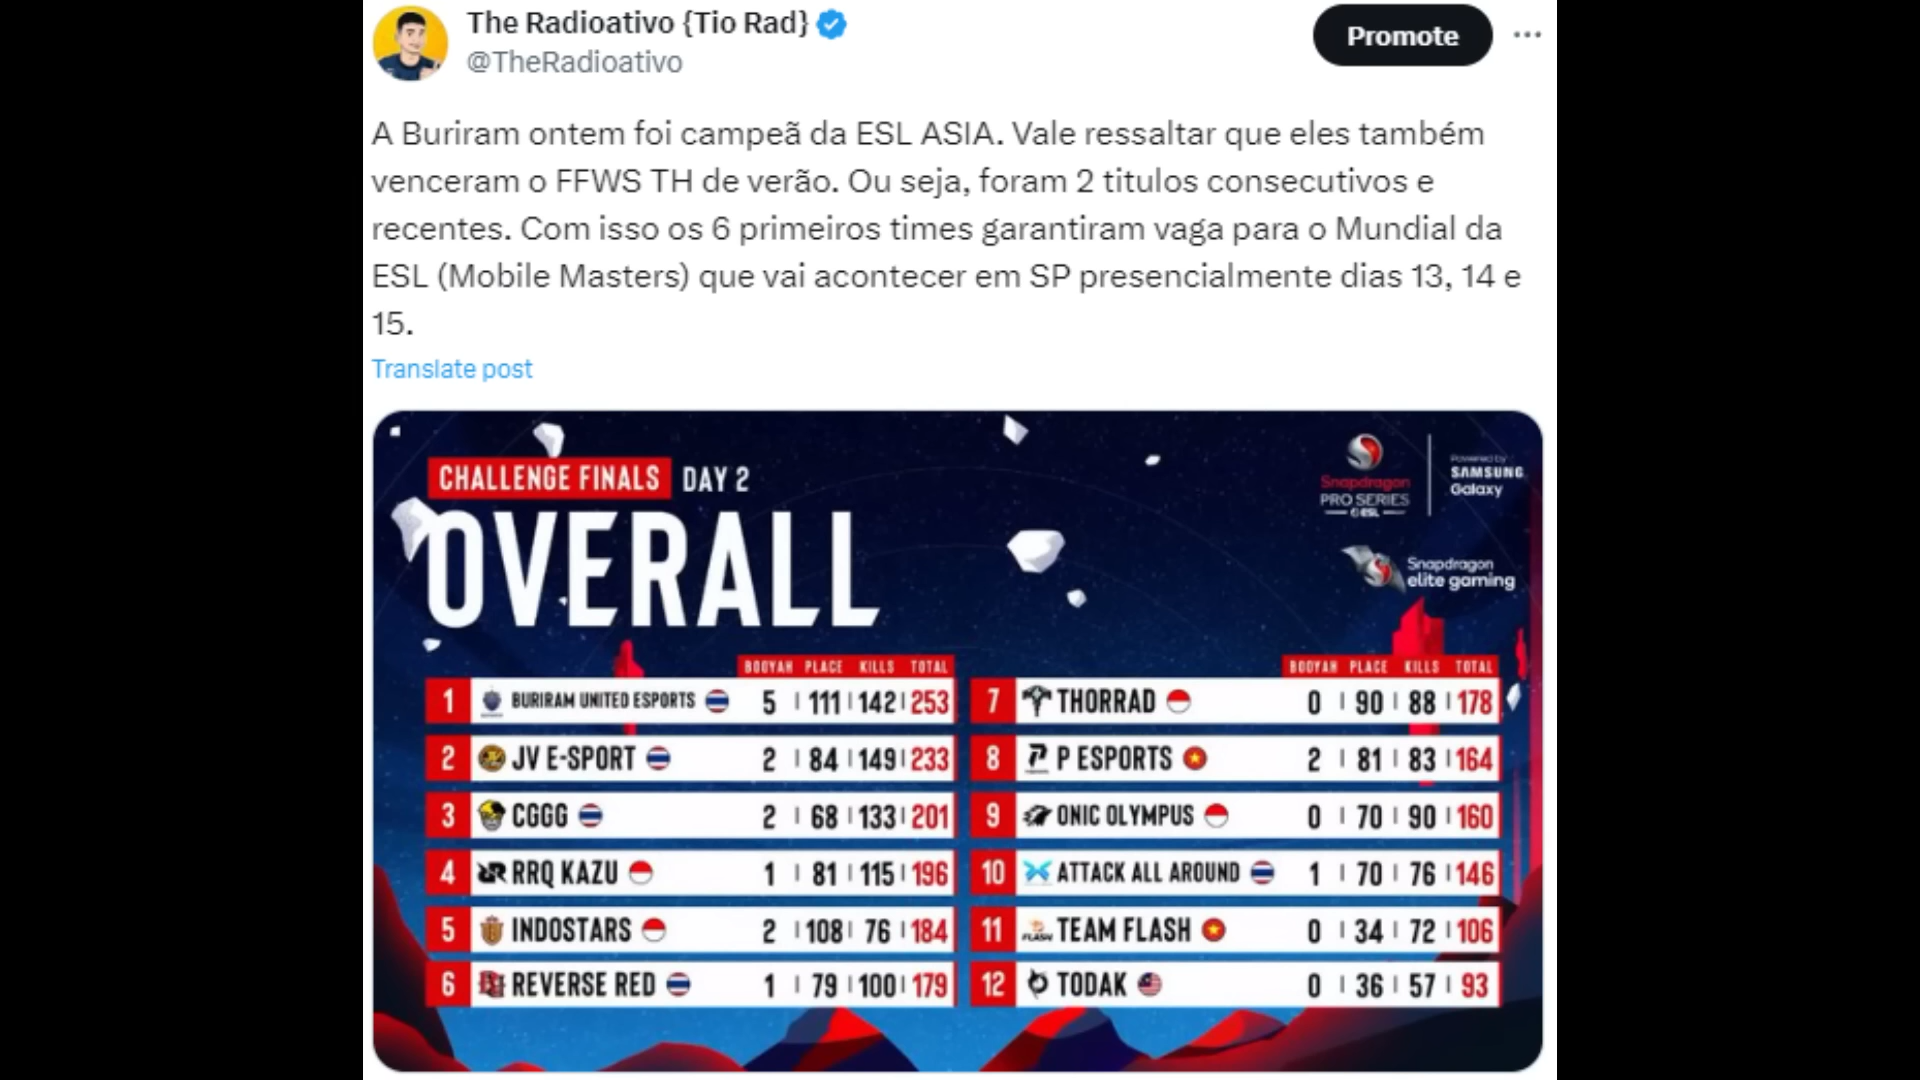 The Radioativo {Tio Rad}
@TheRadioativo
Promote
A Buriram ontem foi campeã da ESL ASIA. Vale ressaltar que eles também
venceram o FFWS TH de verão. Ou seja, foram 2 titulos consecutivos e
recentes. Com isso os 6 primeiros times garantiram vaga para o Mundial da
ESL (Mobile Masters) que vai acontecer em SP presencialmente dias 13, 14 e
15.
Translate post
CHALLENGE FINALS DAY 2
OVERALL
Snapdragon
PRO SERIES
ESL
Powered by
SAMSUNG
Galaxy
Snapdragon
elite gaming
BOOYAH PLACE KILLS TOTAL
1 BURIRAM UNITED ESPORTS 5 111 142 253
2 JV E-SPORT 2 84 149 233
3 CGGG 2 68 133 201
4 RRQ KAZU 1 81 115 196
5 INDOSTARS 2 108 76 184
6 REVERSE RED 1 79 100 179
BOOYAH PLACE KILLS TOTAL
7 THORRAD 0 90 88 178
8 P ESPORTS 2 81 83 164
9 ONIC OLYMPUS 0 70 90 160
10 ATTACK ALL AROUND 1 70 76 146
11 FLASH TEAM FLASH 0 34 72 106
12 TODAK 0 36 57 93